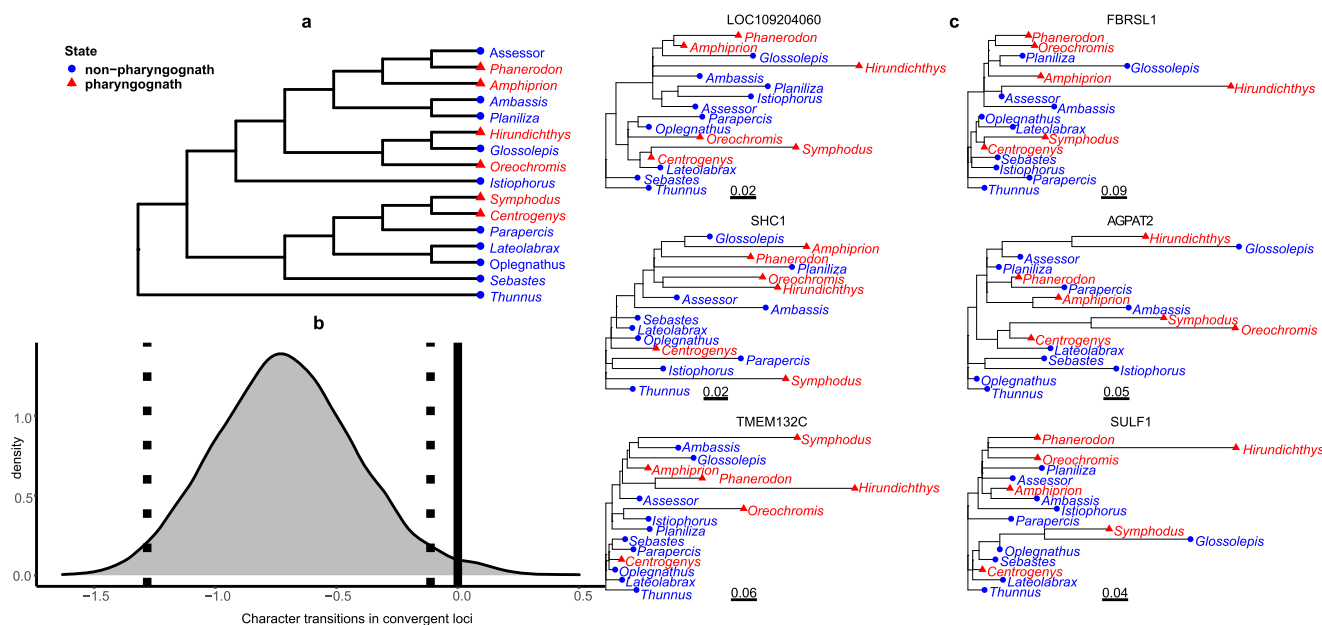 a
State
non-pharyngognath
pharyngognath
Assessor
Phanerodon
Amphiprion
Ambassis
Planiliza
Hirundichthys
Glossolepis
Oreochromis
Istiophorus
Symphodus
Centrogenys
Parapercis
Lateolabrax
Oplegnathus
Sebastes
Thunnus
b
density
1.0
0.5
0.0
−1.5 −1.0 −0.5 0.0 0.5
Character transitions in convergent loci
c
LOC109204060
Phanerodon
Amphiprion
Glossolepis
Hirundichthys
Ambassis
Planiliza
Istiophorus
Assessor
Parapercis
Oplegnathus
Oreochromis
Symphodus
Centrogenys
Lateolabrax
Sebastes
Thunnus
0.02
FBRSL1
Phanerodon
Oreochromis
Planiliza
Glossolepis
Amphiprion
Hirundichthys
Assessor
Ambassis
Oplegnathus
Lateolabrax
Symphodus
Centrogenys
Sebastes
Istiophorus
Parapercis
Thunnus
0.09
SHC1
Glossolepis
Amphiprion
Phanerodon
Planiliza
Oreochromis
Hirundichthys
Assessor
Ambassis
Sebastes
Lateolabrax
Oplegnathus
Centrogenys
Parapercis
Istiophorus
Symphodus
Thunnus
0.02
AGPAT2
Hirundichthys
Glossolepis
Assessor
Planiliza
Phanerodon
Parapercis
Amphiprion
Ambassis
Symphodus
Oreochromis
Centrogenys
Lateolabrax
Sebastes
Istiophorus
Oplegnathus
Thunnus
0.05
TMEM132C
Symphodus
Ambassis
Glossolepis
Amphiprion
Phanerodon
Hirundichthys
Assessor
Oreochromis
Istiophorus
Planiliza
Sebastes
Parapercis
Centrogenys
Oplegnathus
Lateolabrax
Thunnus
0.06
SULF1
Phanerodon
Hirundichthys
Oreochromis
Planiliza
Assessor
Amphiprion
Ambassis
Istiophorus
Parapercis
Symphodus
Glossolepis
Oplegnathus
Sebastes
Centrogenys
Lateolabrax
Thunnus
0.04